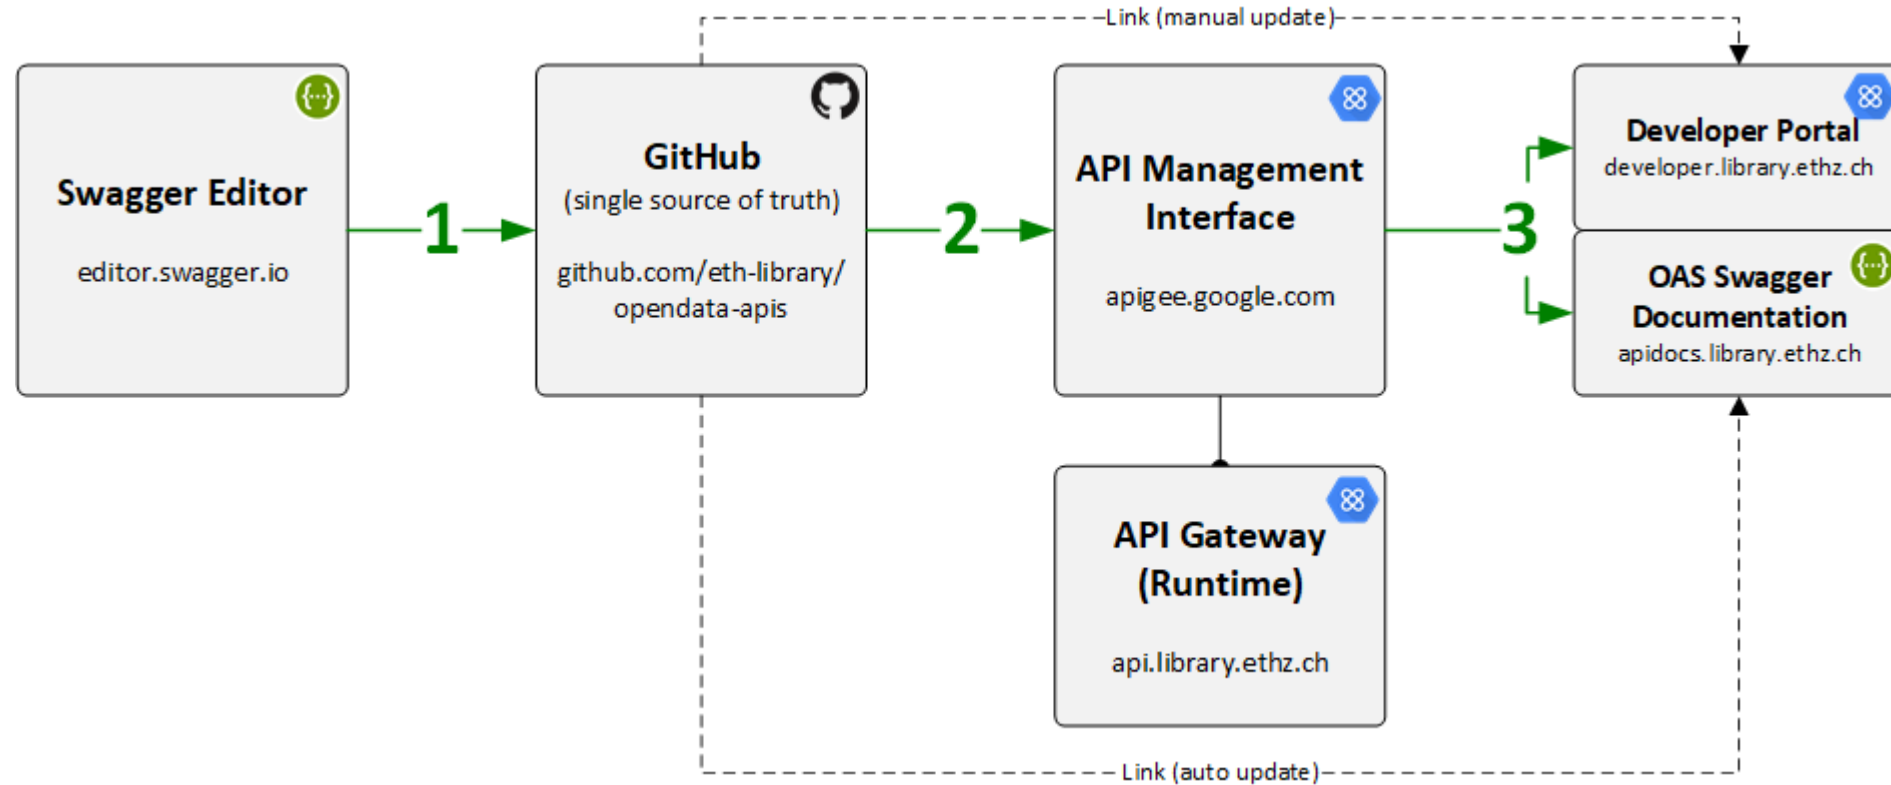 Link (manual update)
Swagger Editor
editor.swagger.io
1
GitHub
(single source of truth)
github.com/eth-library/
opendata-apis
2
API Management
Interface
apigee.google.com
3
Developer Portal
developer.library.ethz.ch
OAS Swagger
Documentation
apidocs.library.ethz.ch
API Gateway
(Runtime)
api.library.ethz.ch
Link (auto update)